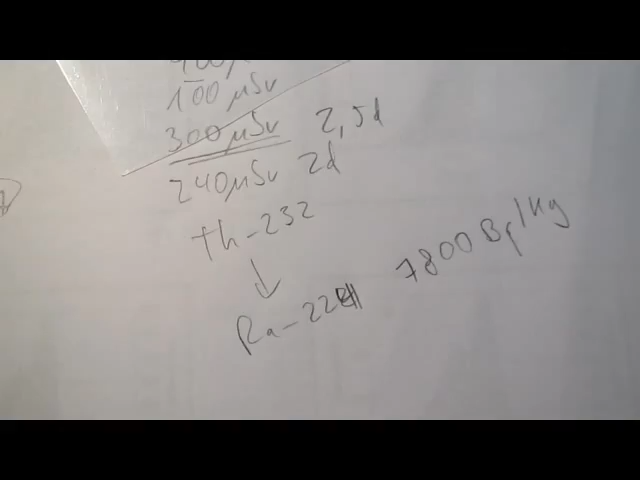 100 µSv
300 µSv 2,5d
240 µSv 2d
th-232
↓
Ra-224 7800 Bq/kg